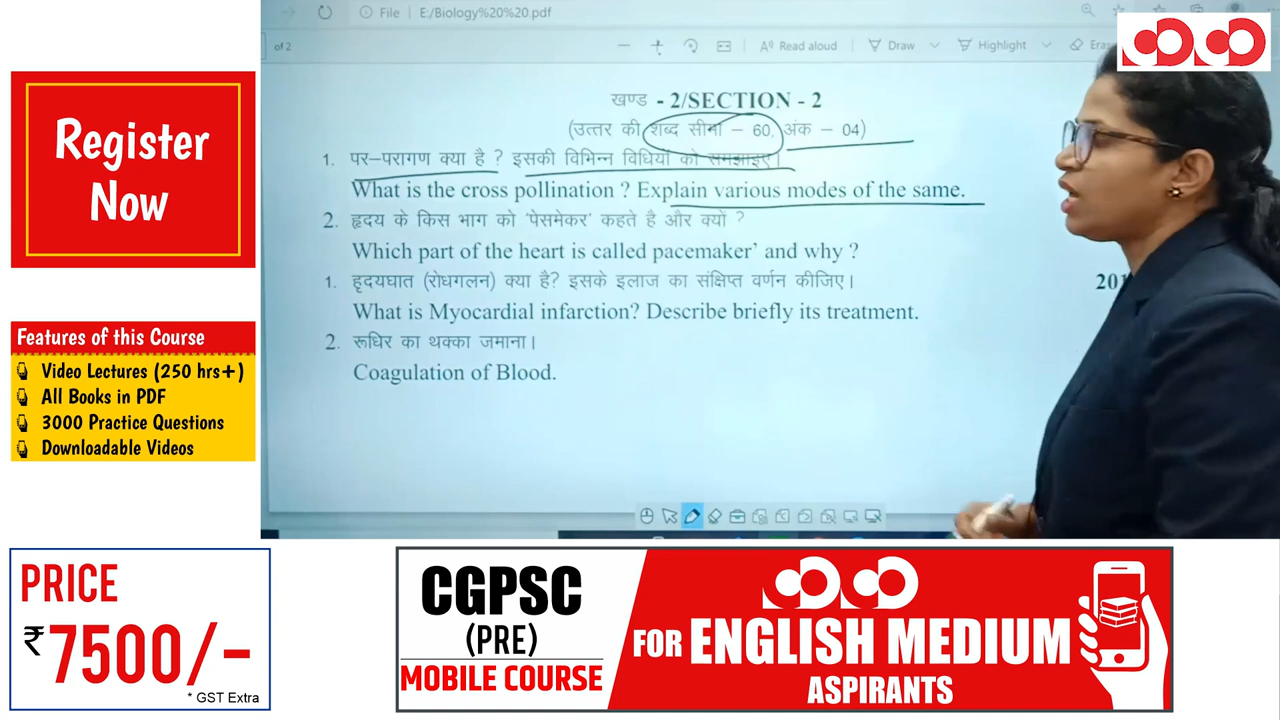 File | E:/Biology%20%20.pdf
of 2
Read aloud
Draw
Highlight
Register
Now
खण्ड - 2/SECTION - 2
(उत्तर की शब्द सीमा – 60, अंक – 04)
1. पर–परागण क्या है ? इसकी विभिन्न विधियों को समझाइए।
What is the cross pollination ? Explain various modes of the same.
2. हृदय के किस भाग को 'पेसमेकर' कहते है और क्यों ?
Which part of the heart is called pacemaker' and why ?
1. हृदयघात (रोधगलन) क्या है? इसके इलाज का संक्षिप्त वर्णन कीजिए।
What is Myocardial infarction? Describe briefly its treatment.
2. रूधिर का थक्का जमाना।
Coagulation of Blood.
Features of this Course
Video Lectures (250 hrs+)
All Books in PDF
3000 Practice Questions
Downloadable Videos
PRICE
₹7500/-
* GST Extra
CGPSC
(PRE)
MOBILE COURSE
FOR ENGLISH MEDIUM
ASPIRANTS